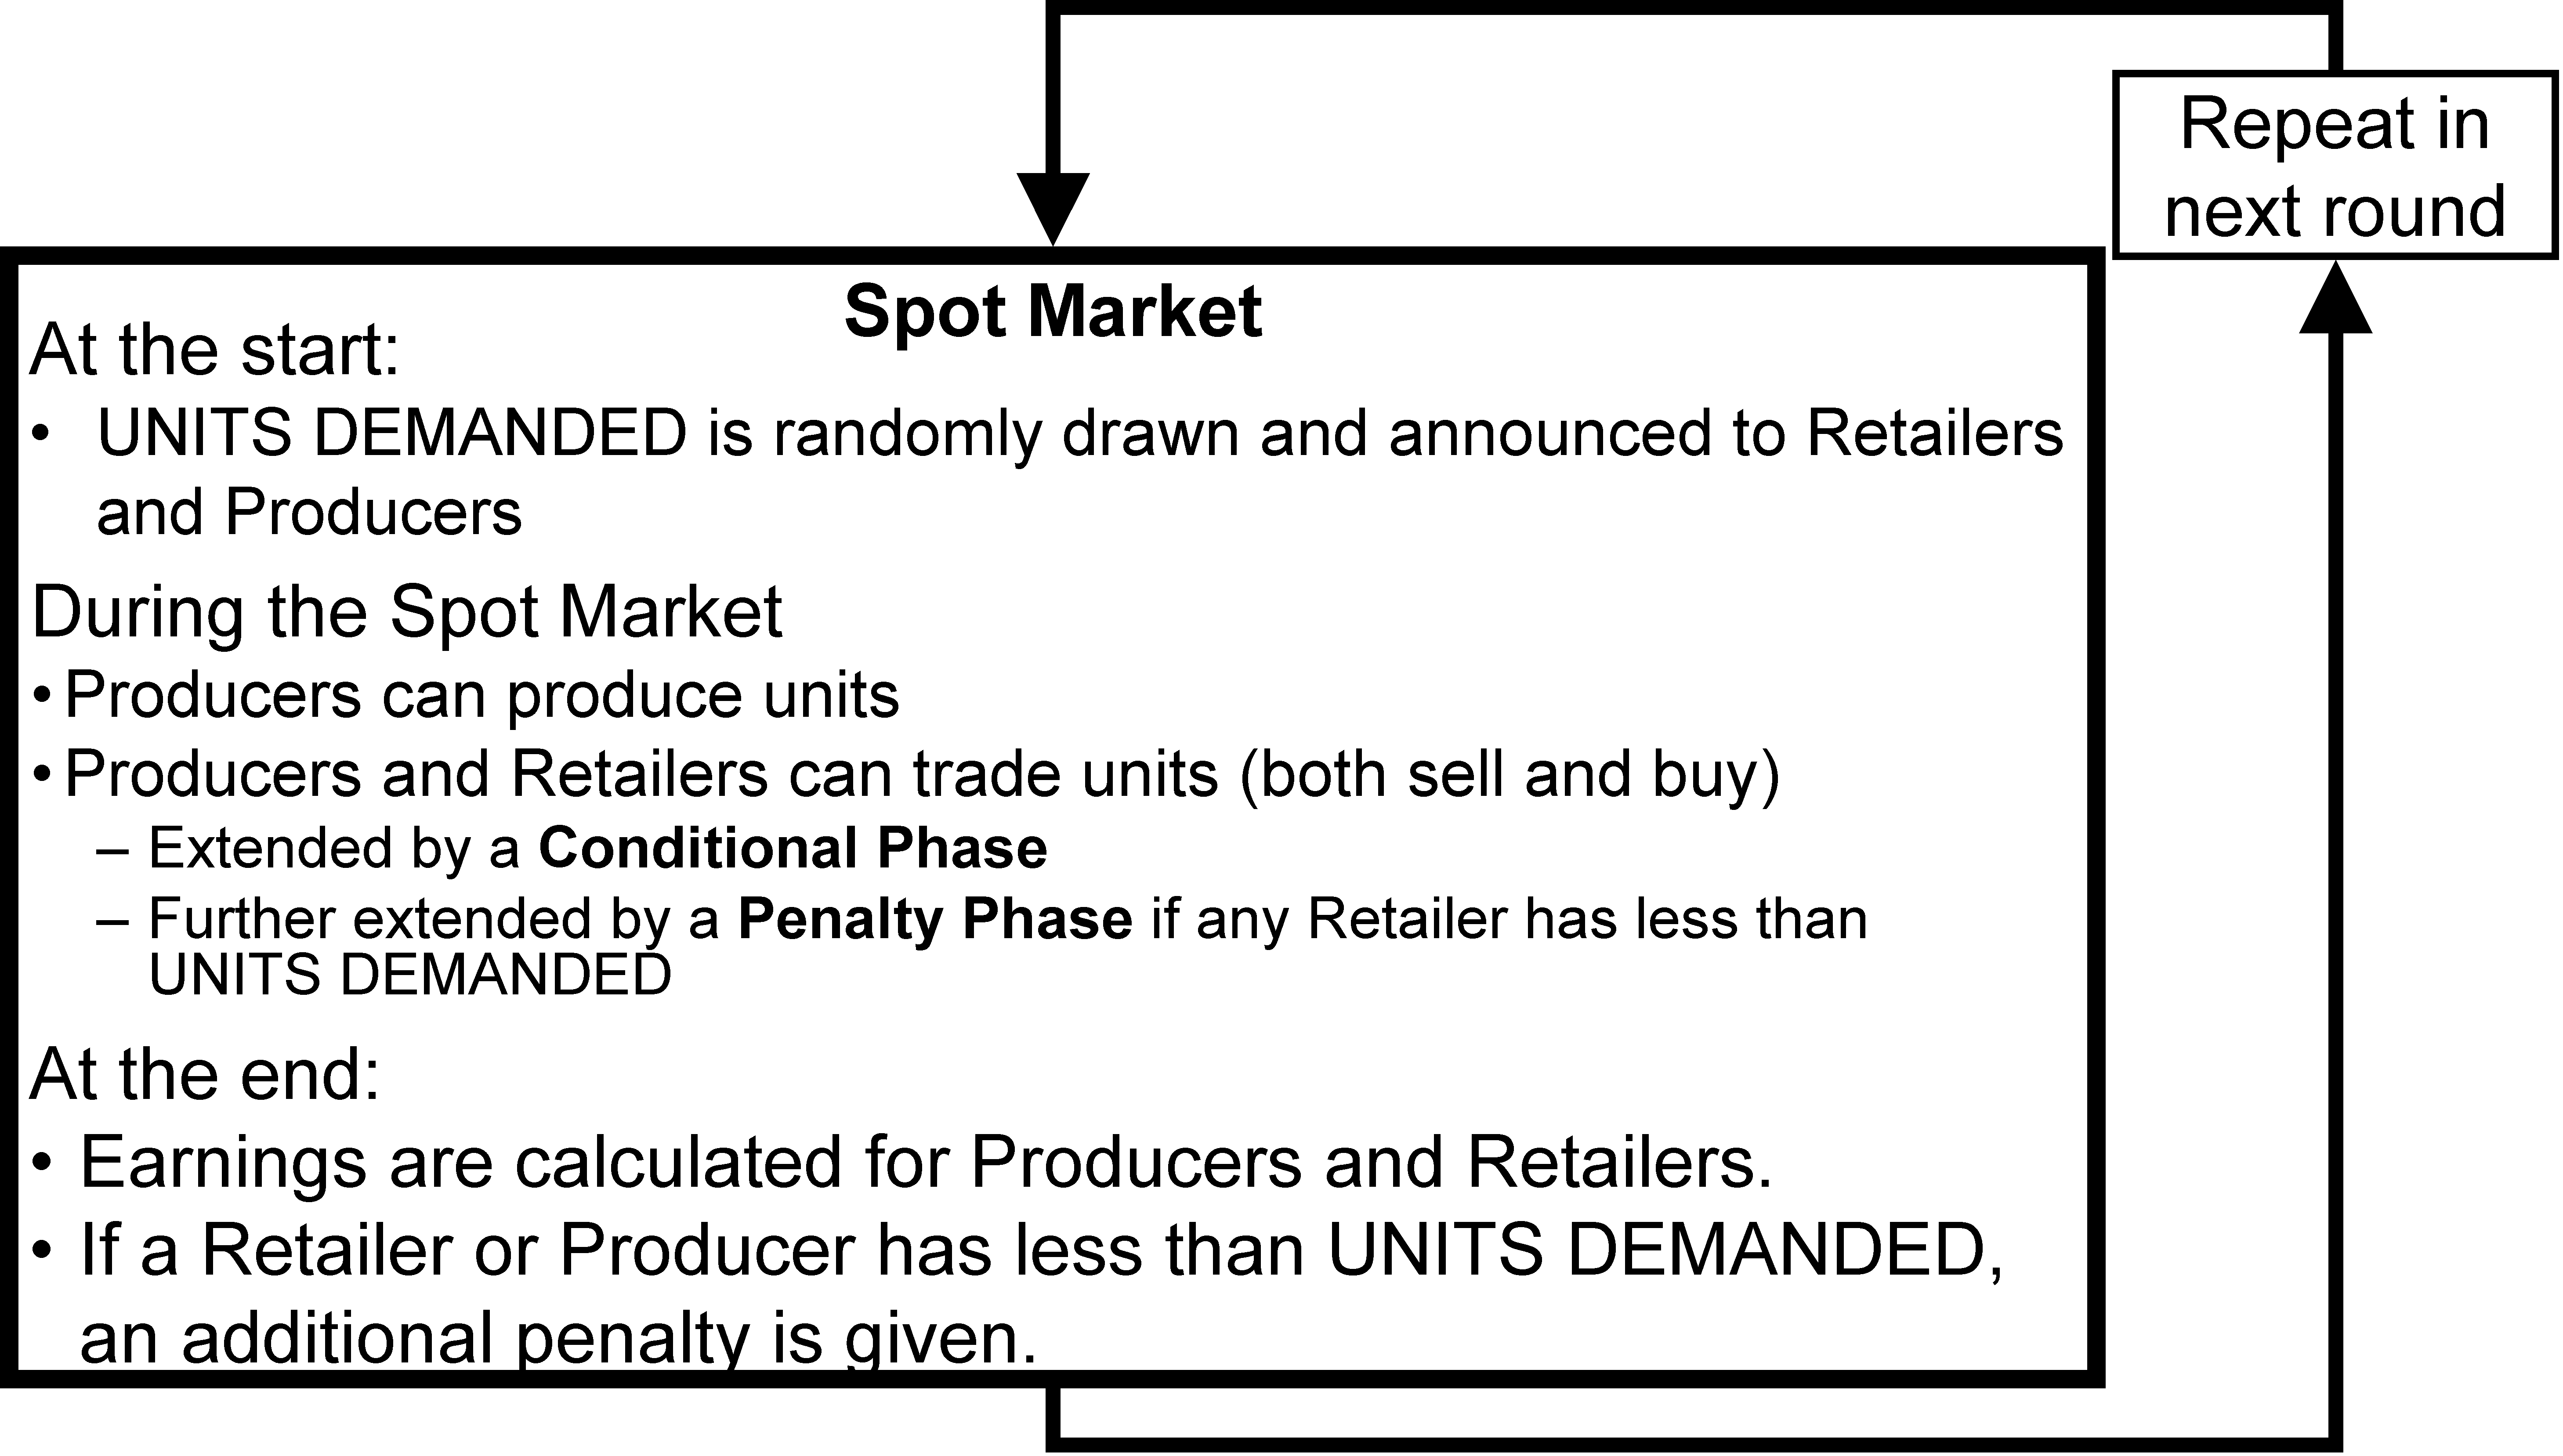 Repeat in
next round
Spot Market
At the start:
• UNITS DEMANDED is randomly drawn and announced to Retailers
and Producers
During the Spot Market
• Producers can produce units
• Producers and Retailers can trade units (both sell and buy)
– Extended by a Conditional Phase
– Further extended by a Penalty Phase if any Retailer has less than
UNITS DEMANDED
At the end:
• Earnings are calculated for Producers and Retailers.
• If a Retailer or Producer has less than UNITS DEMANDED,
an additional penalty is given.